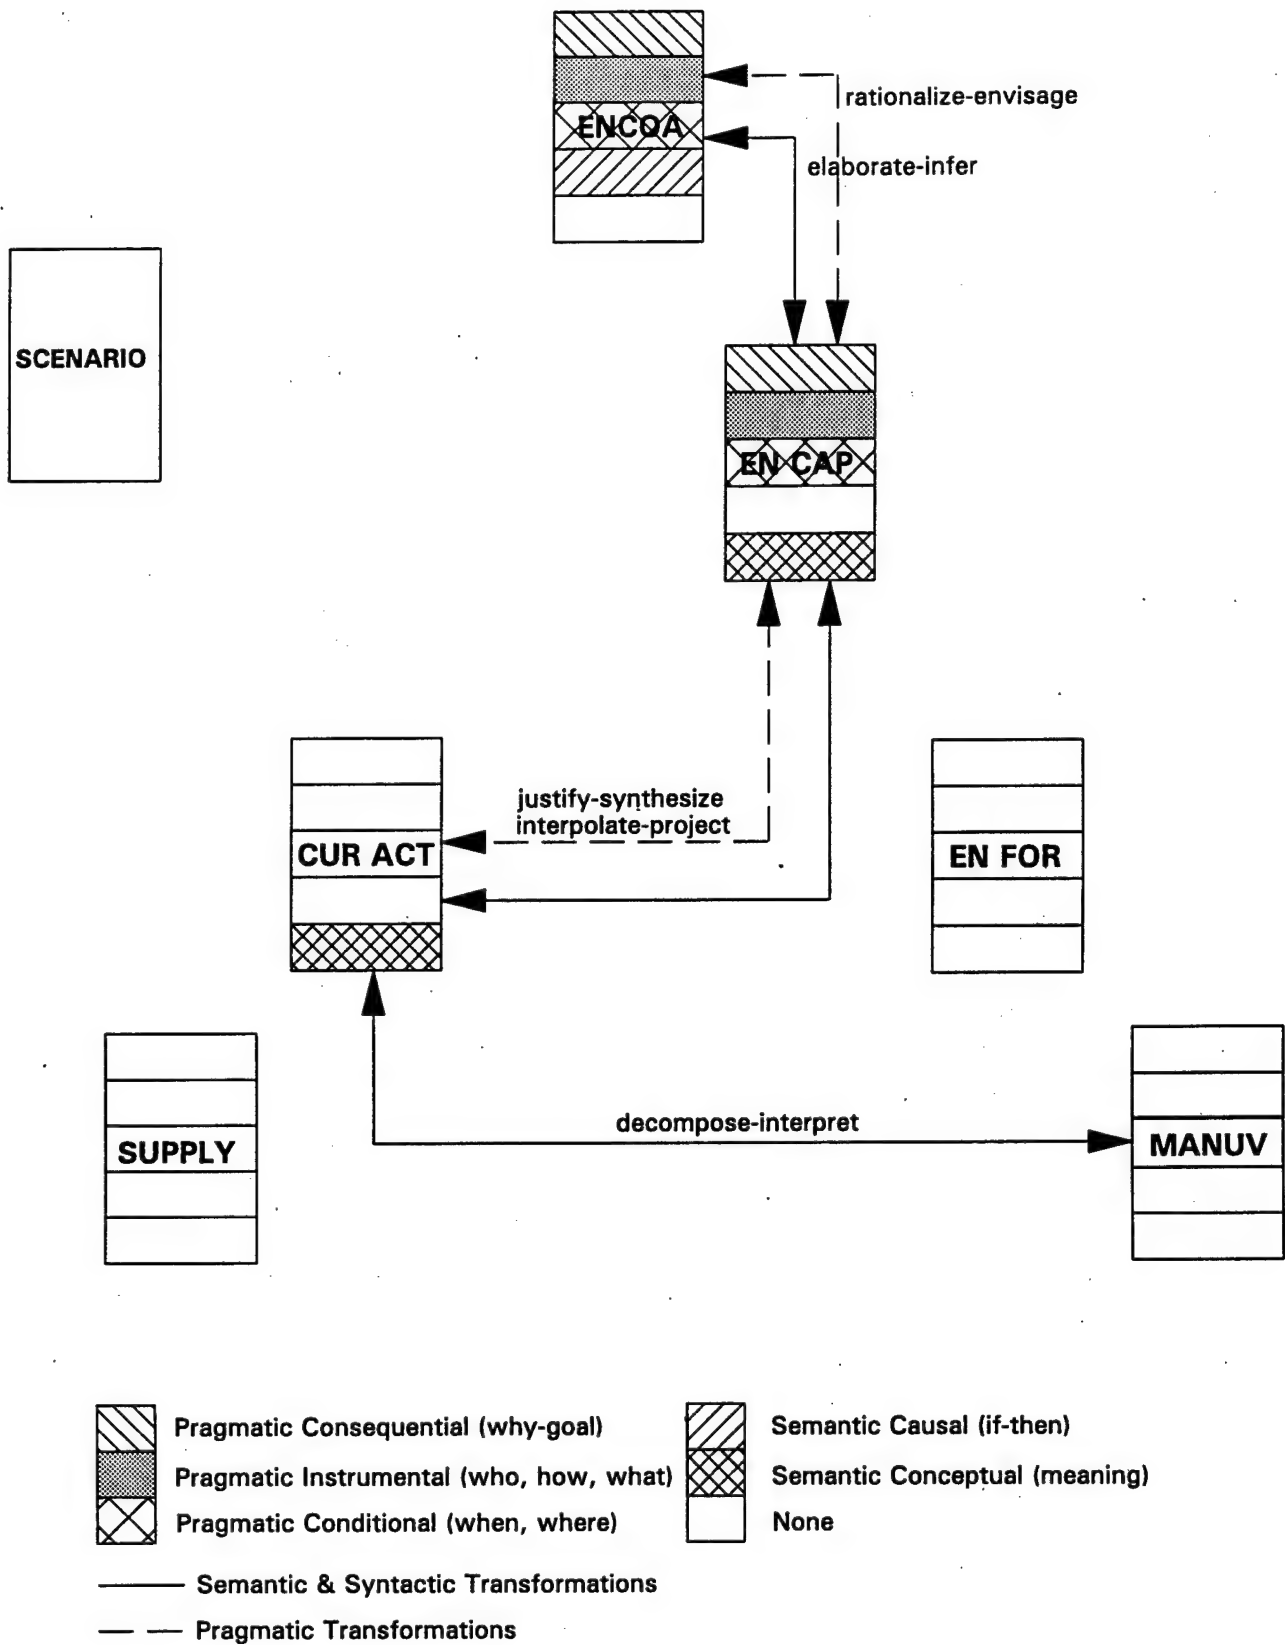 ENCOA
rationalize-envisage
elaborate-infer
SCENARIO
EN CAP
justify-synthesize
interpolate-project
CUR ACT
EN FOR
decompose-interpret
SUPPLY
MANUV
Pragmatic Consequential (why-goal)
Semantic Causal (if-then)
Pragmatic Instrumental (who, how, what)
Semantic Conceptual (meaning)
Pragmatic Conditional (when, where)
None
Semantic & Syntactic Transformations
Pragmatic Transformations